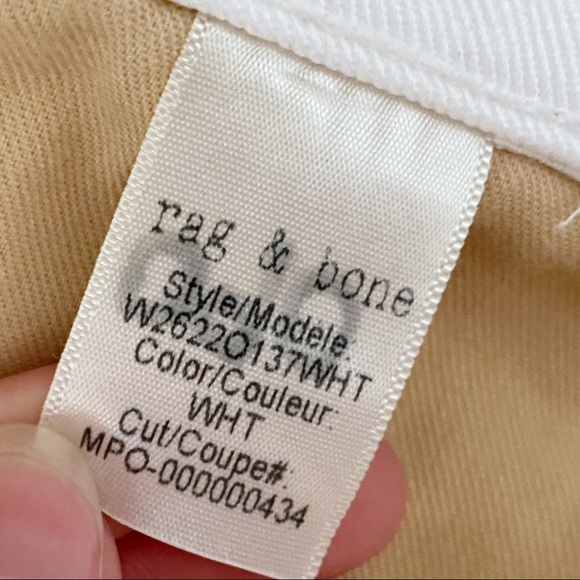 rag & bone
Style/Modele:
W2622O137WHT
Color/Couleur:
WHT
Cut/Coupe#:
MPO-000000434